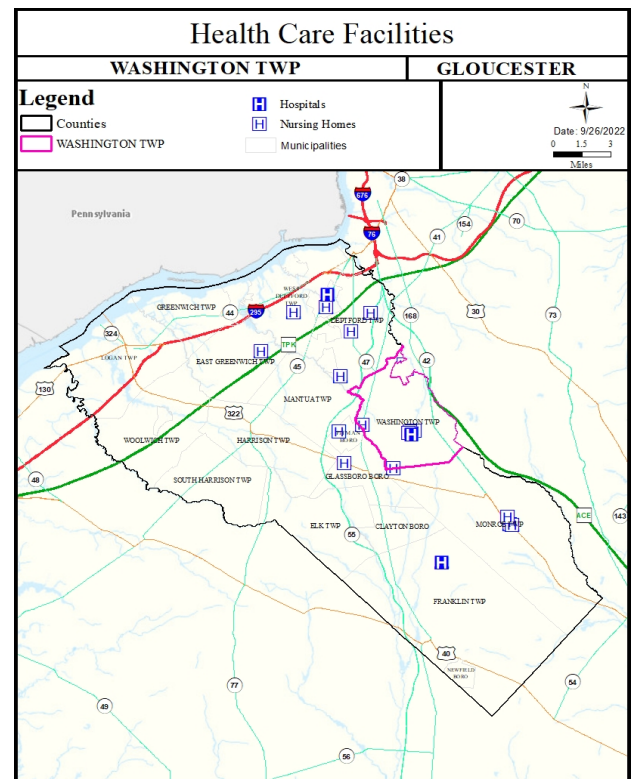 Health Care Facilities
WASHINGTON TWP
GLOUCESTER
Legend
Counties
WASHINGTON TWP
H Hospitals
H Nursing Homes
Municipalities
N
Date: 9/26/2022
0 1.5 3
Miles
38
676
Pennsylvania
70
154
76
41
WEST
DEPTFORD
TWP
GREENWICH TWP
44
295
168
30
73
DEPTFORD TWP
324
TPK
LOGAN TWP
EAST GREENWICH TWP
45
47
42
130
MANTUA TWP
322
WASHINGTON TWP
WOOLWICH TWP
HARRISON TWP
BORO
48
SOUTH HARRISON TWP
GLASSBORO BORO
ELK TWP
CLAYTON BORO
ACE
143
55
FRANKLIN TWP
40
NEWFIELD
BORO
54
77
49
56